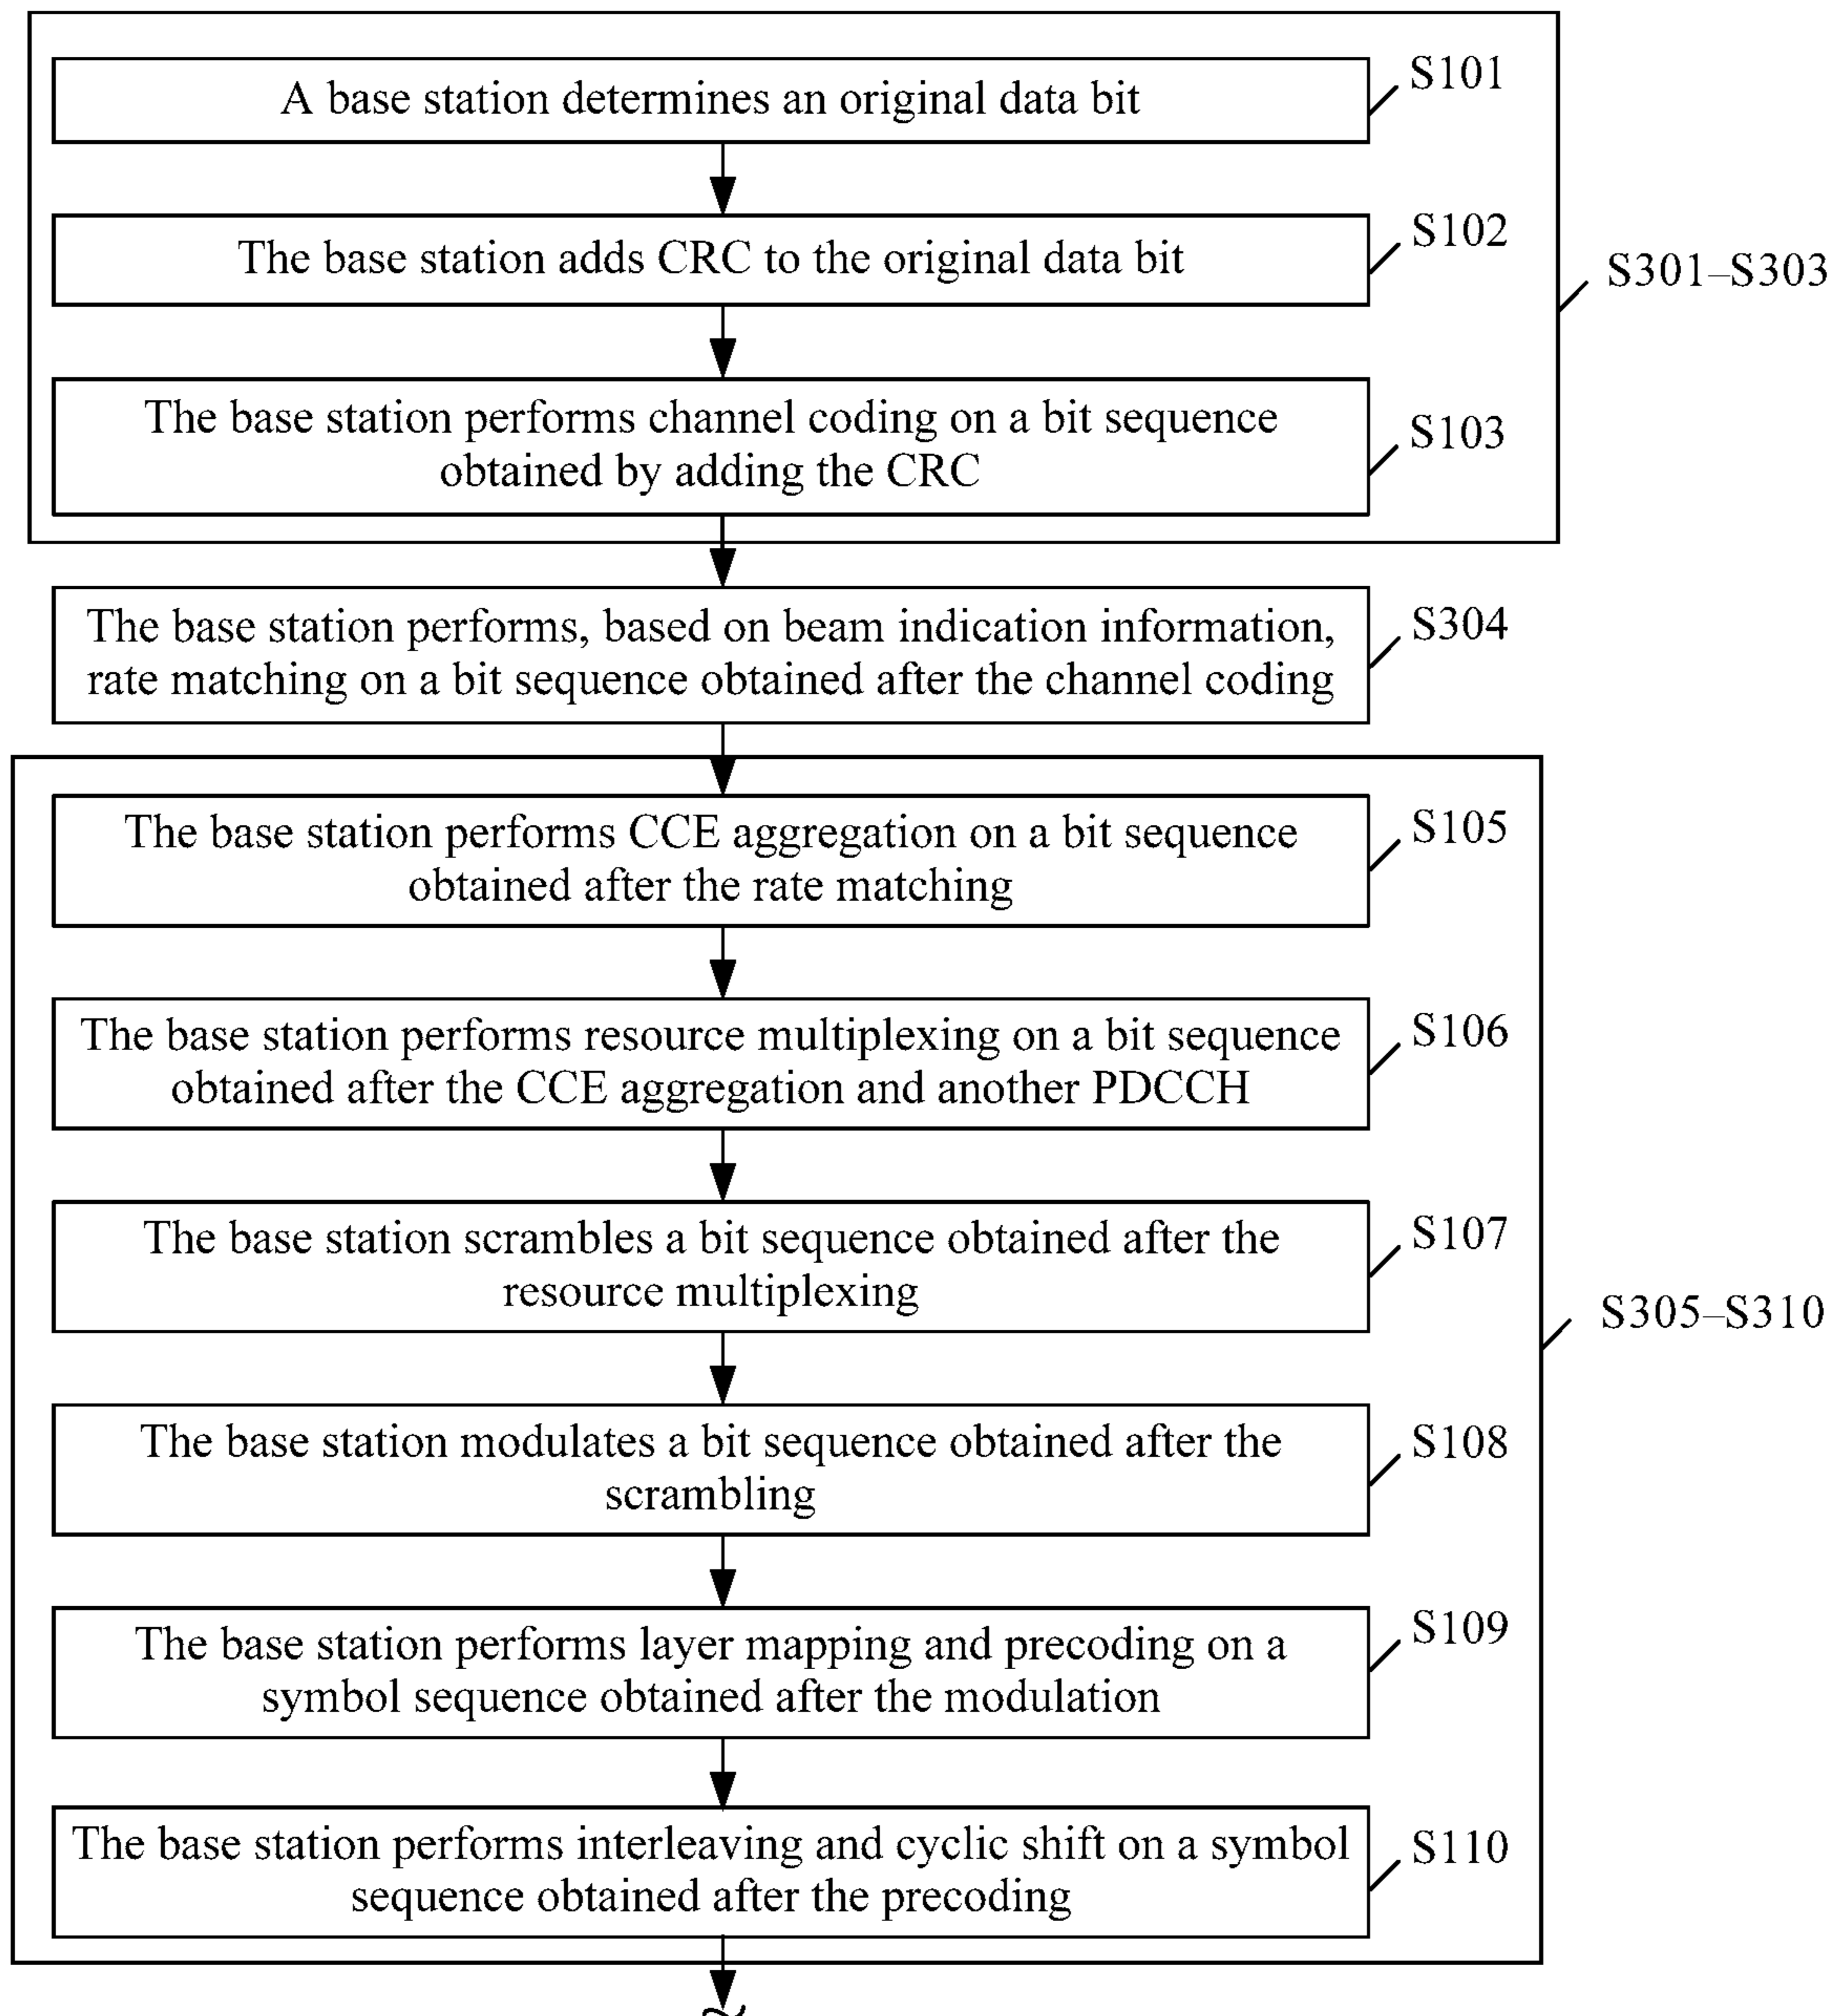 A base station determines an original data bit
S101
The base station adds CRC to the original data bit
S102
S301–S303
The base station performs channel coding on a bit sequence
obtained by adding the CRC
S103
The base station performs, based on beam indication information,
rate matching on a bit sequence obtained after the channel coding
S304
The base station performs CCE aggregation on a bit sequence
obtained after the rate matching
S105
The base station performs resource multiplexing on a bit sequence
obtained after the CCE aggregation and another PDCCH
S106
The base station scrambles a bit sequence obtained after the
resource multiplexing
S107
S305–S310
The base station modulates a bit sequence obtained after the
scrambling
S108
The base station performs layer mapping and precoding on a
symbol sequence obtained after the modulation
S109
The base station performs interleaving and cyclic shift on a symbol
sequence obtained after the precoding
S110